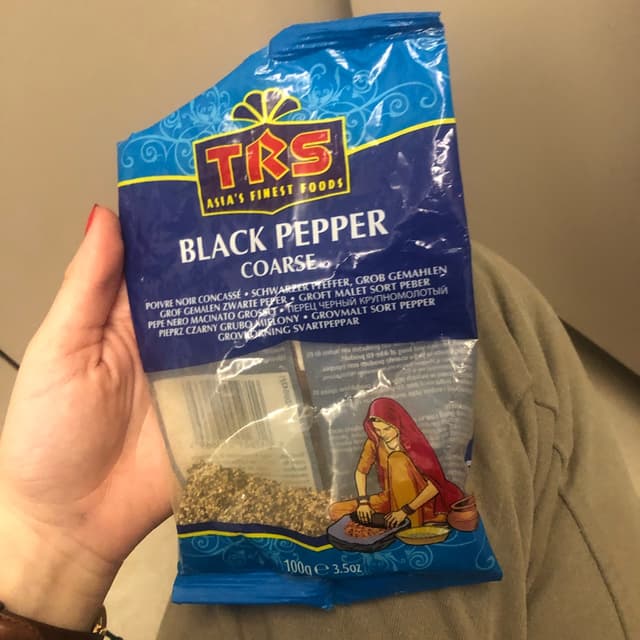 TRS
ASIA'S FINEST FOODS
BLACK PEPPER
COARSE
POIVRE NOIR CONCASSÉ • SCHWARZER PFEFFER, GROB GEMAHLEN
GROF GEMALEN ZWARTE PEPER • GROFT MALET SORT PEBER
PEPE NERO MACINATO GROSSO • ПЕРЕЦ ЧЕРНЫЙ КРУПНОМОЛОТЫЙ
PIEPRZ CZARNY GRUBO MIELONY • GROVMALT SORT PEPPER
GROVKORNING SVARTPEPPAR
100g ℮ 3.5oz